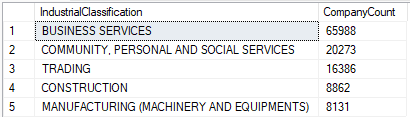 IndustrialClassification CompanyCount
1 BUSINESS SERVICES 65988
2 COMMUNITY, PERSONAL AND SOCIAL SERVICES 20273
3 TRADING 16386
4 CONSTRUCTION 8862
5 MANUFACTURING (MACHINERY AND EQUIPMENTS) 8131